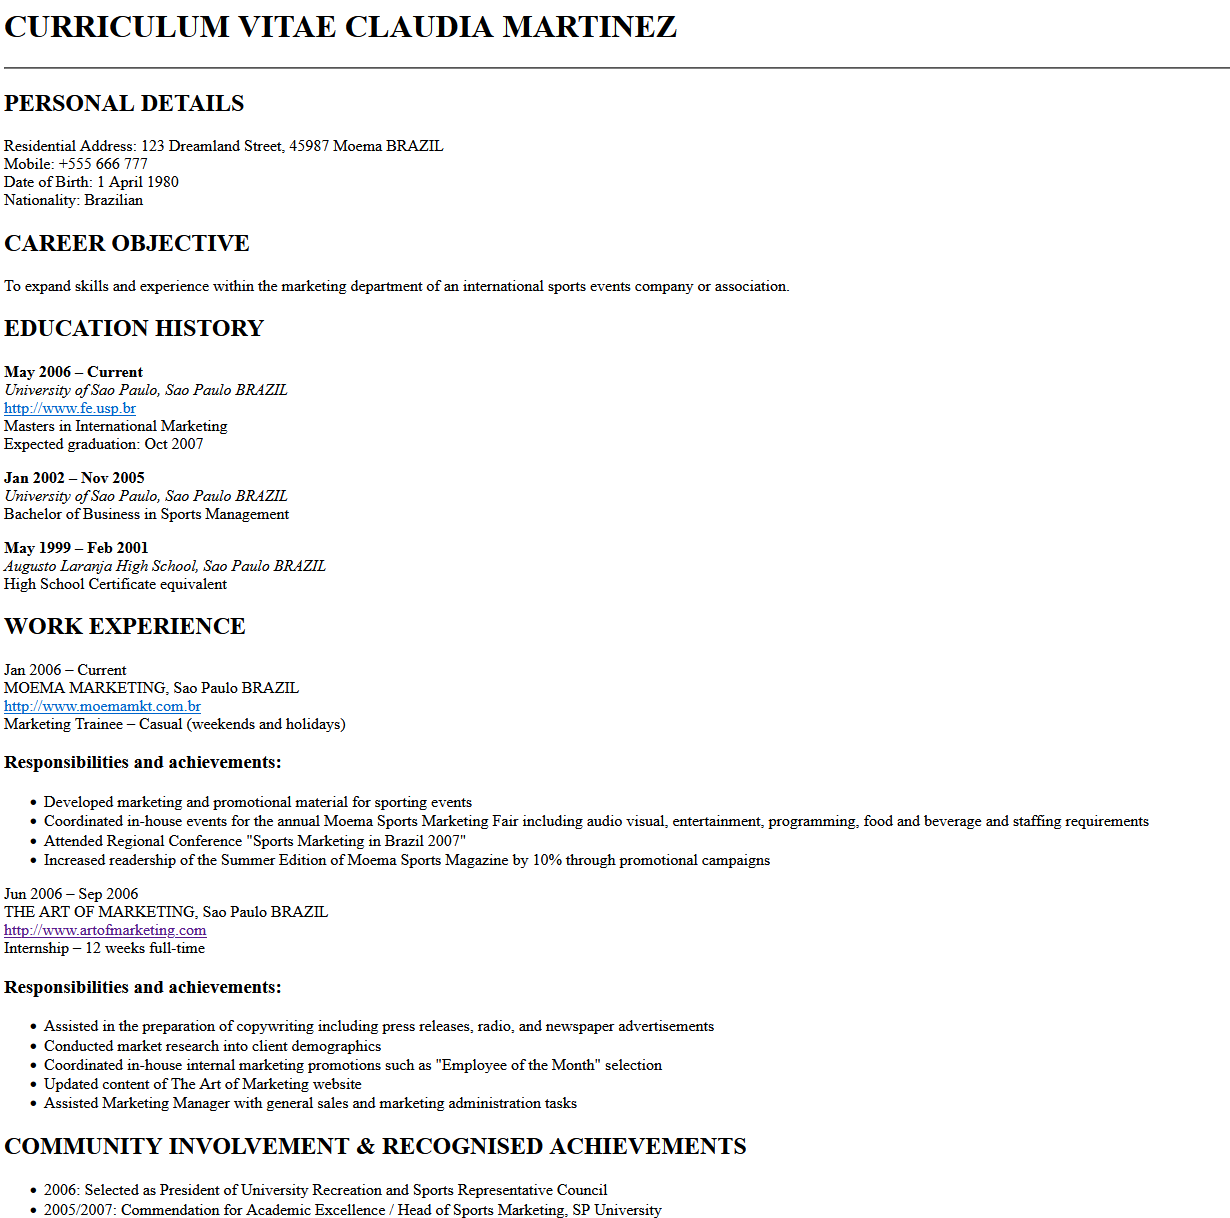 CURRICULUM VITAE CLAUDIA MARTINEZ
PERSONAL DETAILS
Residential Address: 123 Dreamland Street, 45987 Moema BRAZIL
Mobile: +555 666 777
Date of Birth: 1 April 1980
Nationality: Brazilian
CAREER OBJECTIVE
To expand skills and experience within the marketing department of an international sports events company or association.
EDUCATION HISTORY
May 2006 – Current
University of Sao Paulo, Sao Paulo BRAZIL
http://www.fe.usp.br
Masters in International Marketing
Expected graduation: Oct 2007
Jan 2002 – Nov 2005
University of Sao Paulo, Sao Paulo BRAZIL
Bachelor of Business in Sports Management
May 1999 – Feb 2001
Augusto Laranja High School, Sao Paulo BRAZIL
High School Certificate equivalent
WORK EXPERIENCE
Jan 2006 – Current
MOEMA MARKETING, Sao Paulo BRAZIL
http://www.moemamkt.com.br
Marketing Trainee – Casual (weekends and holidays)
Responsibilities and achievements:
• Developed marketing and promotional material for sporting events
• Coordinated in-house events for the annual Moema Sports Marketing Fair including audio visual, entertainment, programming, food and beverage and staffing requirements
• Attended Regional Conference "Sports Marketing in Brazil 2007"
• Increased readership of the Summer Edition of Moema Sports Magazine by 10% through promotional campaigns
Jun 2006 – Sep 2006
THE ART OF MARKETING, Sao Paulo BRAZIL
http://www.artofmarketing.com
Internship – 12 weeks full-time
Responsibilities and achievements:
• Assisted in the preparation of copywriting including press releases, radio, and newspaper advertisements
• Conducted market research into client demographics
• Coordinated in-house internal marketing promotions such as "Employee of the Month" selection
• Updated content of The Art of Marketing website
• Assisted Marketing Manager with general sales and marketing administration tasks
COMMUNITY INVOLVEMENT & RECOGNISED ACHIEVEMENTS
• 2006: Selected as President of University Recreation and Sports Representative Council
• 2005/2007: Commendation for Academic Excellence / Head of Sports Marketing, SP University